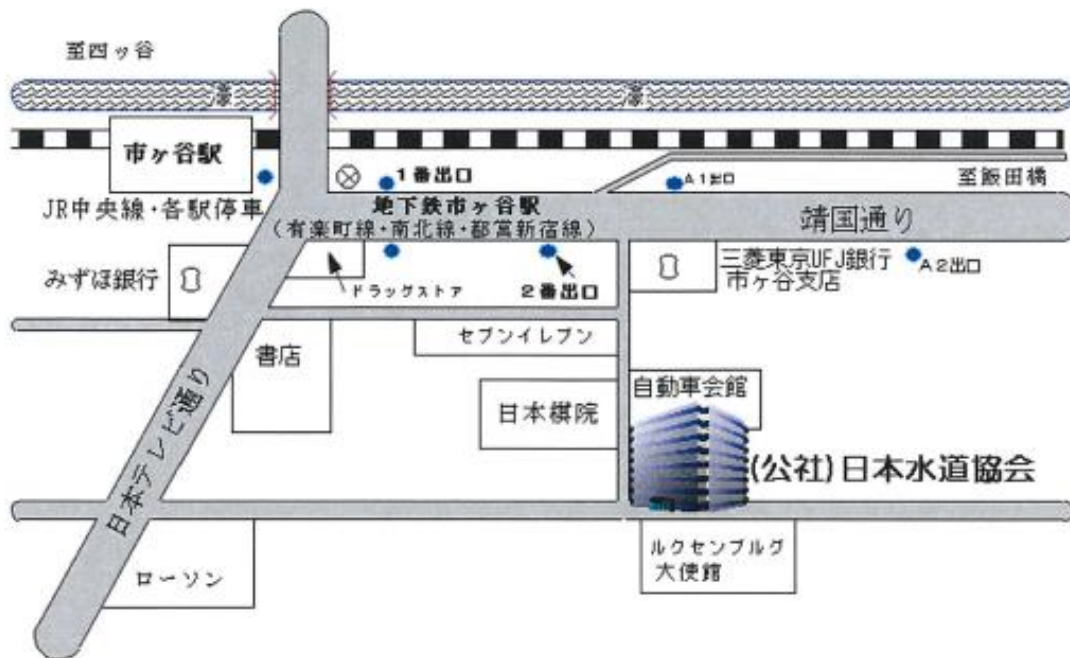 至四ッ谷
濠
濠
市ヶ谷駅
1番出口
A1出口
至飯田橋
JR中央線・各駅停車
地下鉄市ヶ谷駅
(有楽町線・南北線・都営新宿線)
靖国通り
みずほ銀行
ドラッグストア
2番出口
三菱東京UFJ銀行
市ヶ谷支店
A2出口
書店
セブンイレブン
日本テレビ通り
日本棋院
自動車会館
(公社)日本水道協会
ローソン
ルクセンブルグ
大使館